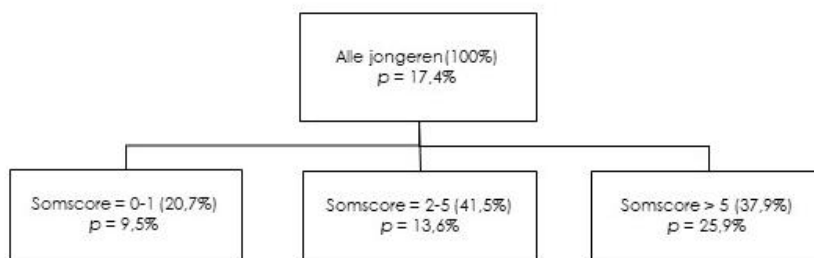 Alle jongeren (100%)
p = 17,4%
Somscore = 0-1 (20,7%)
p = 9,5%
Somscore = 2-5 (41,5%)
p = 13,6%
Somscore > 5 (37,9%)
p = 25,9%